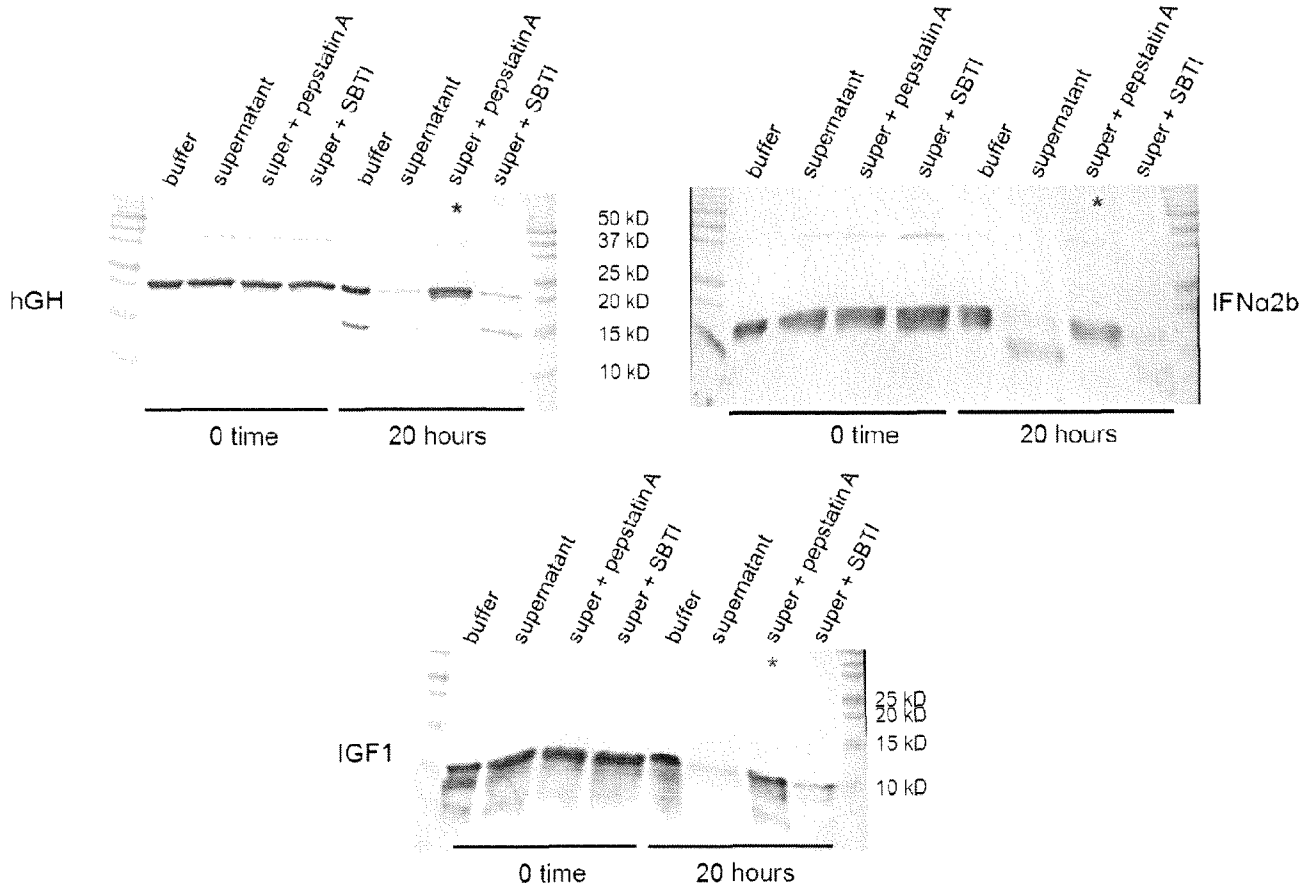 buffer
supernatant
super + pepstatin A
super + SBTI
buffer
supernatant
super + pepstatin A
super + SBTI
*
hGH
0 time
20 hours
50 kD
37 kD
25 kD
20 kD
15 kD
10 kD
buffer
supernatant
super + pepstatin A
super + SBTI
buffer
supernatant
super + pepstatin A
super + SBTI
*
IFNα2b
0 time
20 hours
buffer
supernatant
super + pepstatin A
super + SBTI
buffer
supernatant
super + pepstatin A
super + SBTI
*
IGF1
25 kD
20 kD
15 kD
10 kD
0 time
20 hours